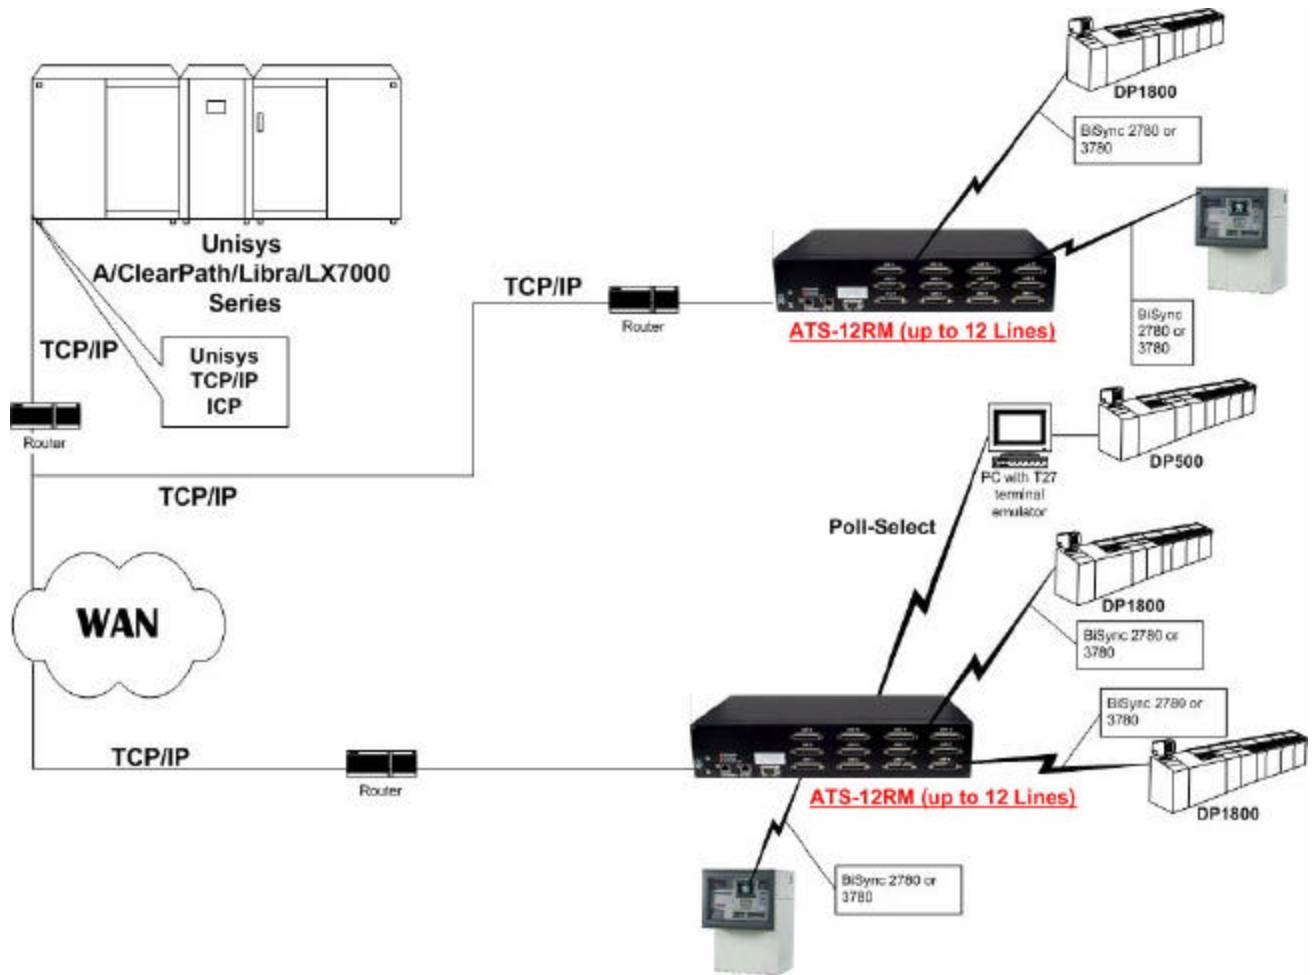 DP1800
BiSync 2780 or
3780
Unisys
A/ClearPath/Libra/LX7000
Series
TCP/IP
Router
ATS-12RM (up to 12 Lines)
BiSync
2780 or
3780
TCP/IP
Unisys
TCP/IP
ICP
Router
TCP/IP
DP500
PC with T27
terminal
emulator
Poll-Select
DP1800
BiSync 2780 or
3780
WAN
BiSync 2780 or
3780
TCP/IP
Router
ATS-12RM (up to 12 Lines)
DP1800
BiSync 2780 or
3780